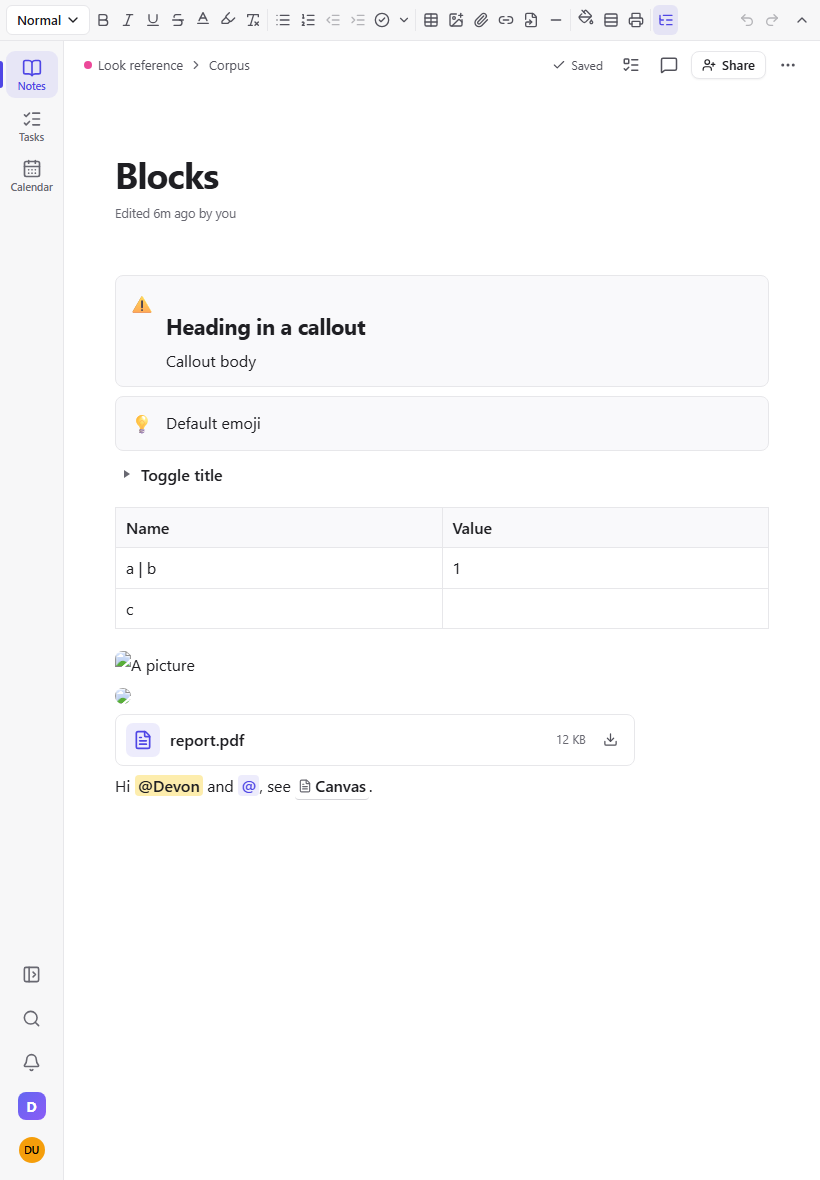 Normal
Look reference > Corpus
Saved
Share
Notes
Tasks
Calendar
Blocks
Edited 6m ago by you
Heading in a callout
Callout body
Default emoji
Toggle title
Name Value
a | b 1
c
A picture
report.pdf 12 KB
Hi @Devon and @, see Canvas.
D
DU